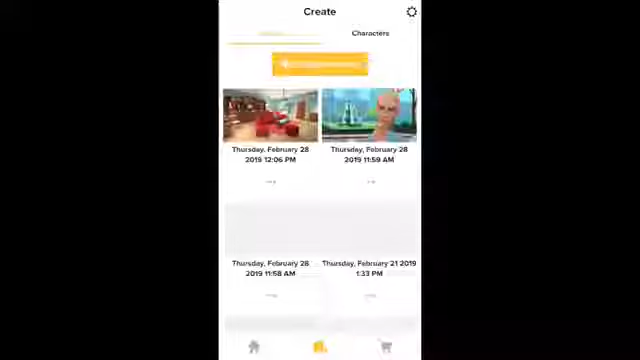 Create
Characters
Thursday, February 28
2019 12:06 PM
Thursday, February 28
2019 11:59 AM
Thursday, February 28
2019 11:58 AM
Thursday, February 21 2019
1:33 PM